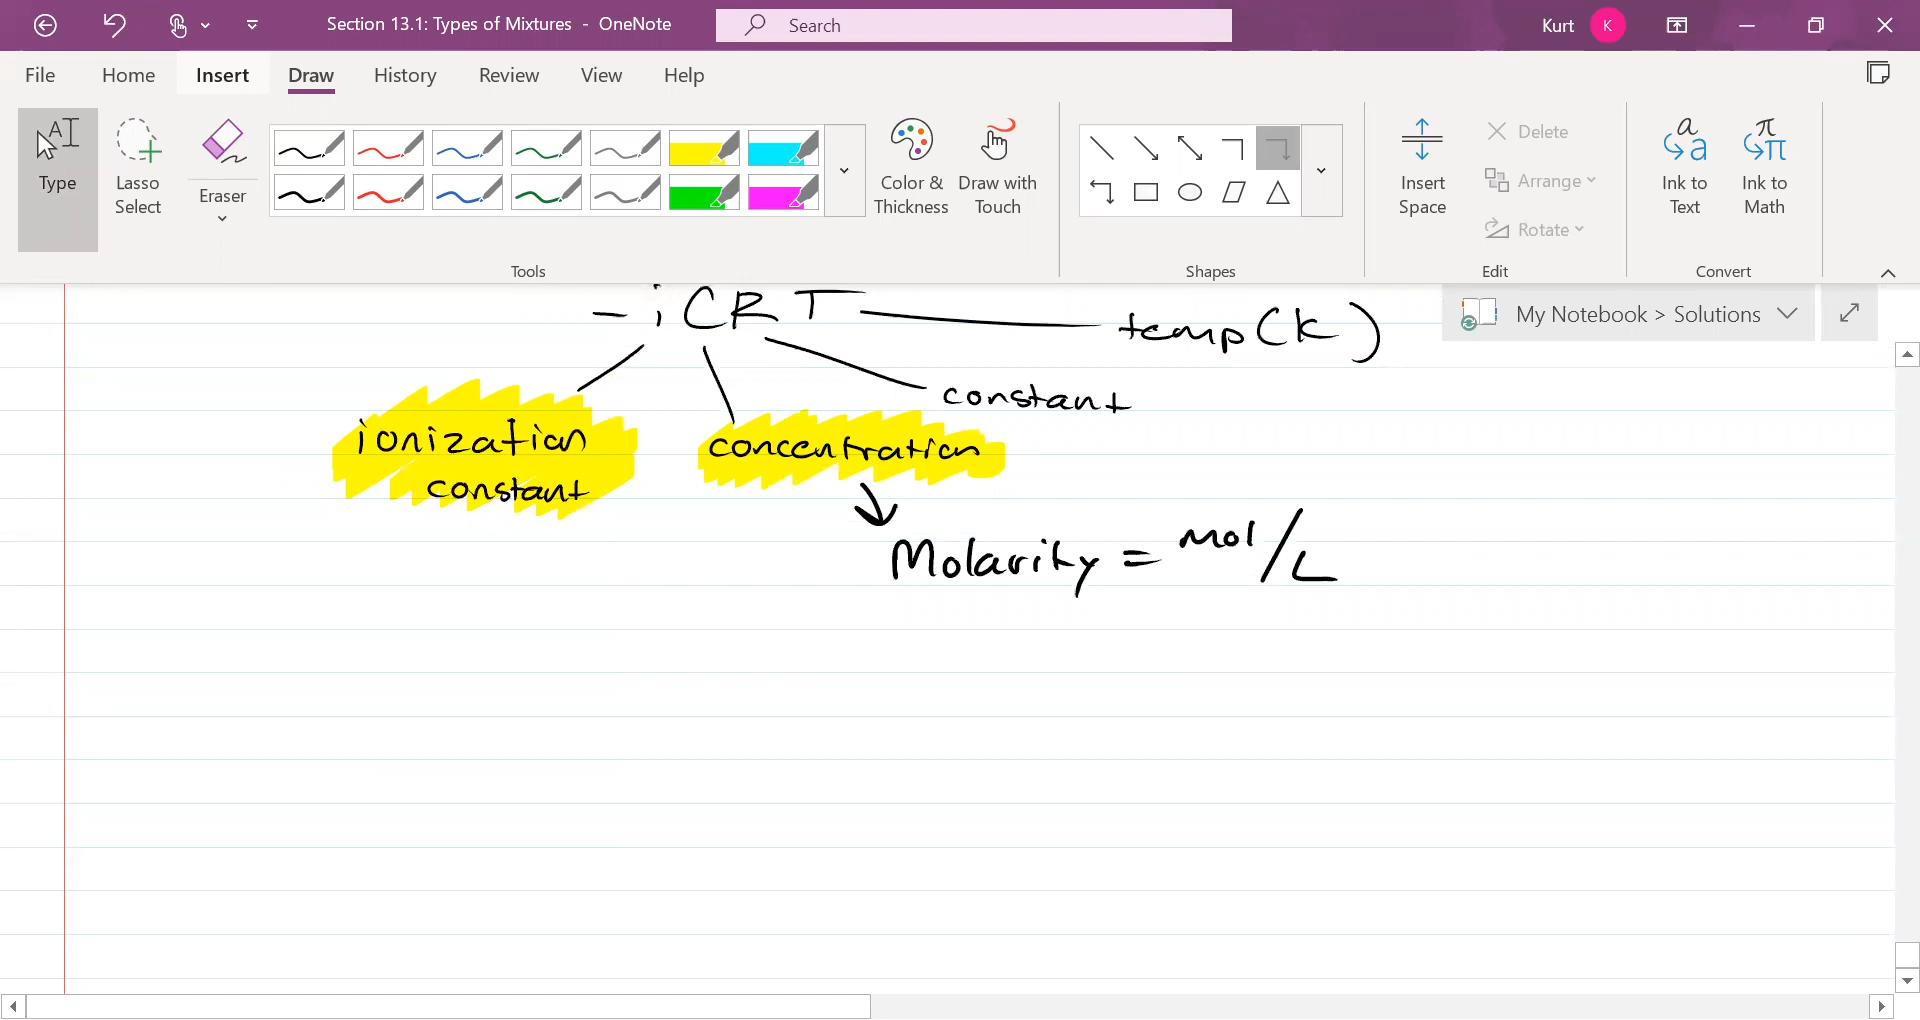 Section 13.1: Types of Mixtures - OneNote
Search
Kurt
K
File Home Insert Draw History Review View Help
Type
Lasso Select
Eraser
Color & Thickness
Draw with Touch
Tools
Shapes
Insert Space
Delete
Arrange
Rotate
Edit
a
a
Ink to Text
π
π
Ink to Math
Convert
My Notebook > Solutions
- iCRT
temp (K)
constant
ionization
constant
concentration
Molarity = mol/L